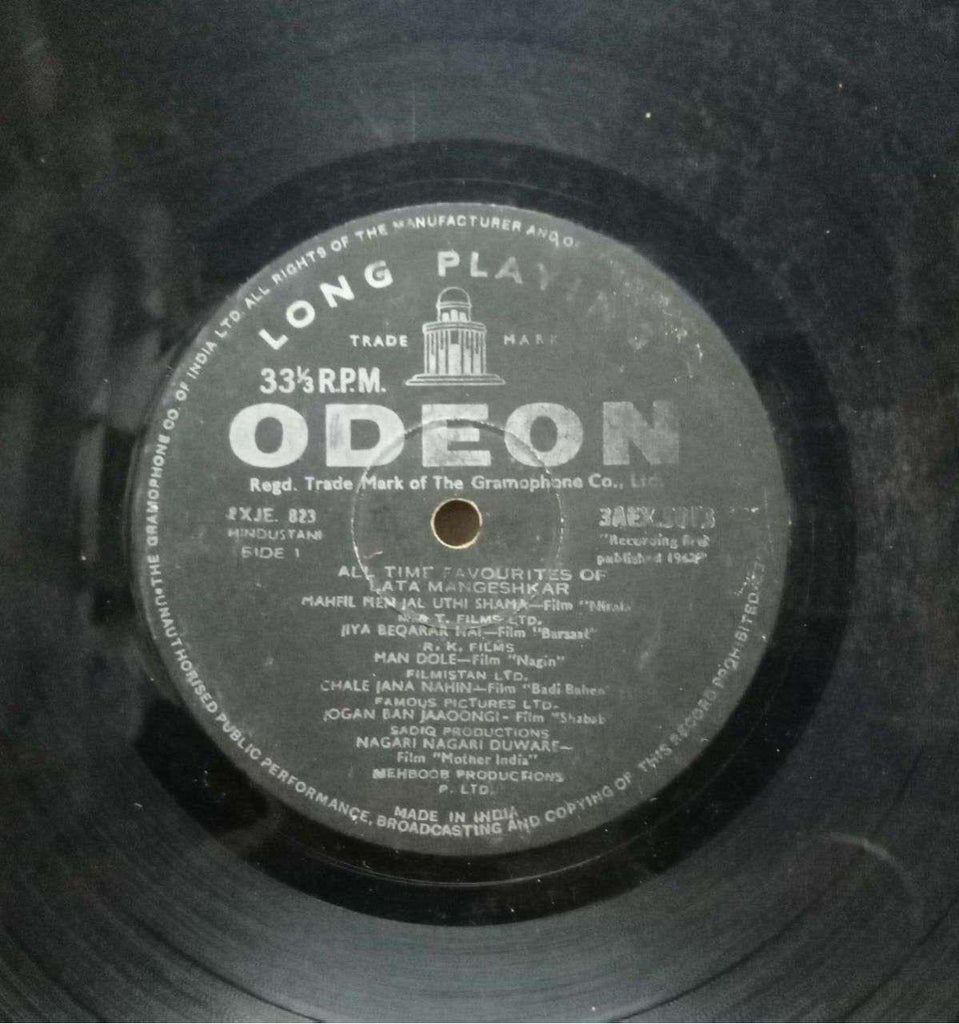 THE GRAMOPHONE CO. OF INDIA LTD. ALL RIGHTS OF THE MANUFACTURER AND
LONG PLAYING
TRADE MARK
33⅓ R.P.M.
ODEON
Regd. Trade Mark of The Gramophone Co., Ltd.
XJE. 823
HINDUSTANI
SIDE 1
"Recording first
published
ALL TIME FAVOURITES OF
LATA MANGESHKAR
MAHFIL MEN JAL UTHI SHAMA—Film
T. FILMS LTD.
JIYA BEQARAR HAI—Film "Barsaat"
R. K. FILMS
MAN DOLE—Film "Nagin"
FILMISTAN LTD.
CHALE JANA NAHIN—Film "Badi Bahen"
FAMOUS PICTURES LTD.
JOGAN BAN JAAOONGI- Film "Shabab
SADIQ PRODUCTIONS
NAGARI NAGARI DUWARE—
Film "Mother India"
MEHBOOB PRODUCTIONS
P. LTD.
MADE IN INDIA
UNAUTHORISED PUBLIC PERFORMANCE, BROADCASTING AND COPYING OF THIS RECORD PROHIBITED